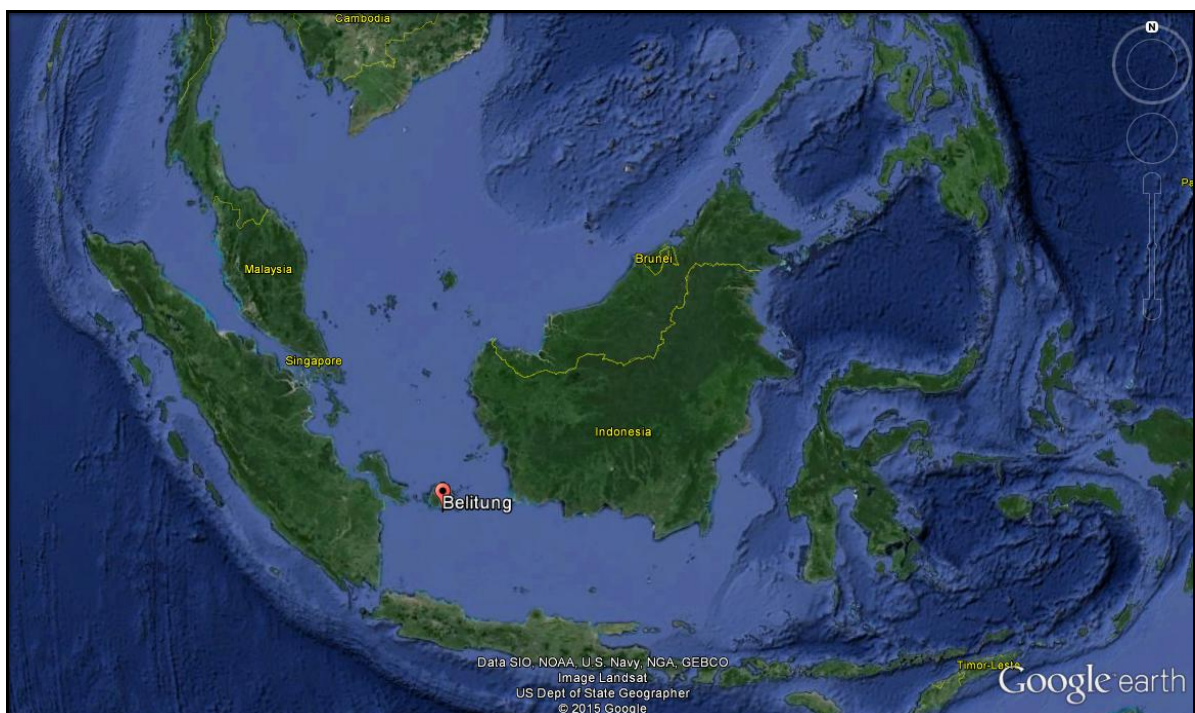 Cambodia
N
Pa
Malaysia
Brunei
Singapore
Indonesia
Belitung
Data SIO, NOAA, U.S. Navy, NGA, GEBCO
Image Landsat
US Dept of State Geographer
© 2015 Google
Timor-Leste
Google earth